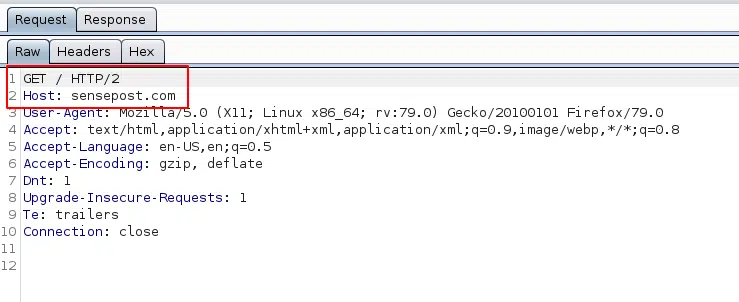 Request Response
Raw Headers Hex
1 GET / HTTP/2
2 Host: sensepost.com
3 User-Agent: Mozilla/5.0 (X11; Linux x86_64; rv:79.0) Gecko/20100101 Firefox/79.0
4 Accept: text/html,application/xhtml+xml,application/xml;q=0.9,image/webp,*/*;q=0.8
5 Accept-Language: en-US,en;q=0.5
6 Accept-Encoding: gzip, deflate
7 Dnt: 1
8 Upgrade-Insecure-Requests: 1
9 Te: trailers
10 Connection: close
11
12